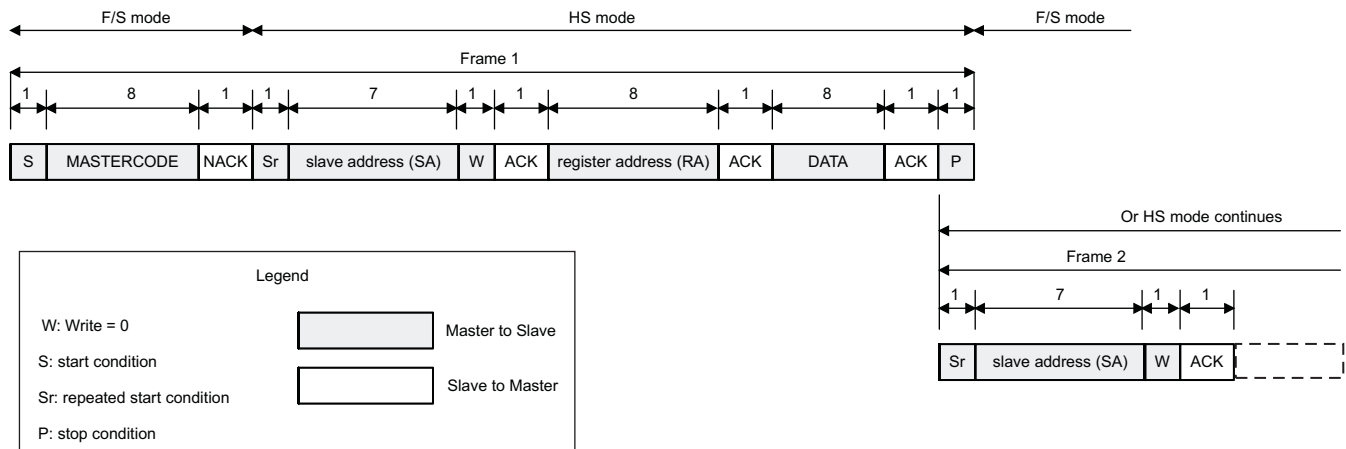 F/S mode HS mode F/S mode
Frame 1
1 8 1 1 7 1 1 8 1 8 1 1
S MASTERCODE NACK Sr slave address (SA) W ACK register address (RA) ACK DATA ACK P
Or HS mode continues
Frame 2
1 7 1 1
Sr slave address (SA) W ACK
Legend
W: Write = 0
Master to Slave
S: start condition
Slave to Master
Sr: repeated start condition
P: stop condition